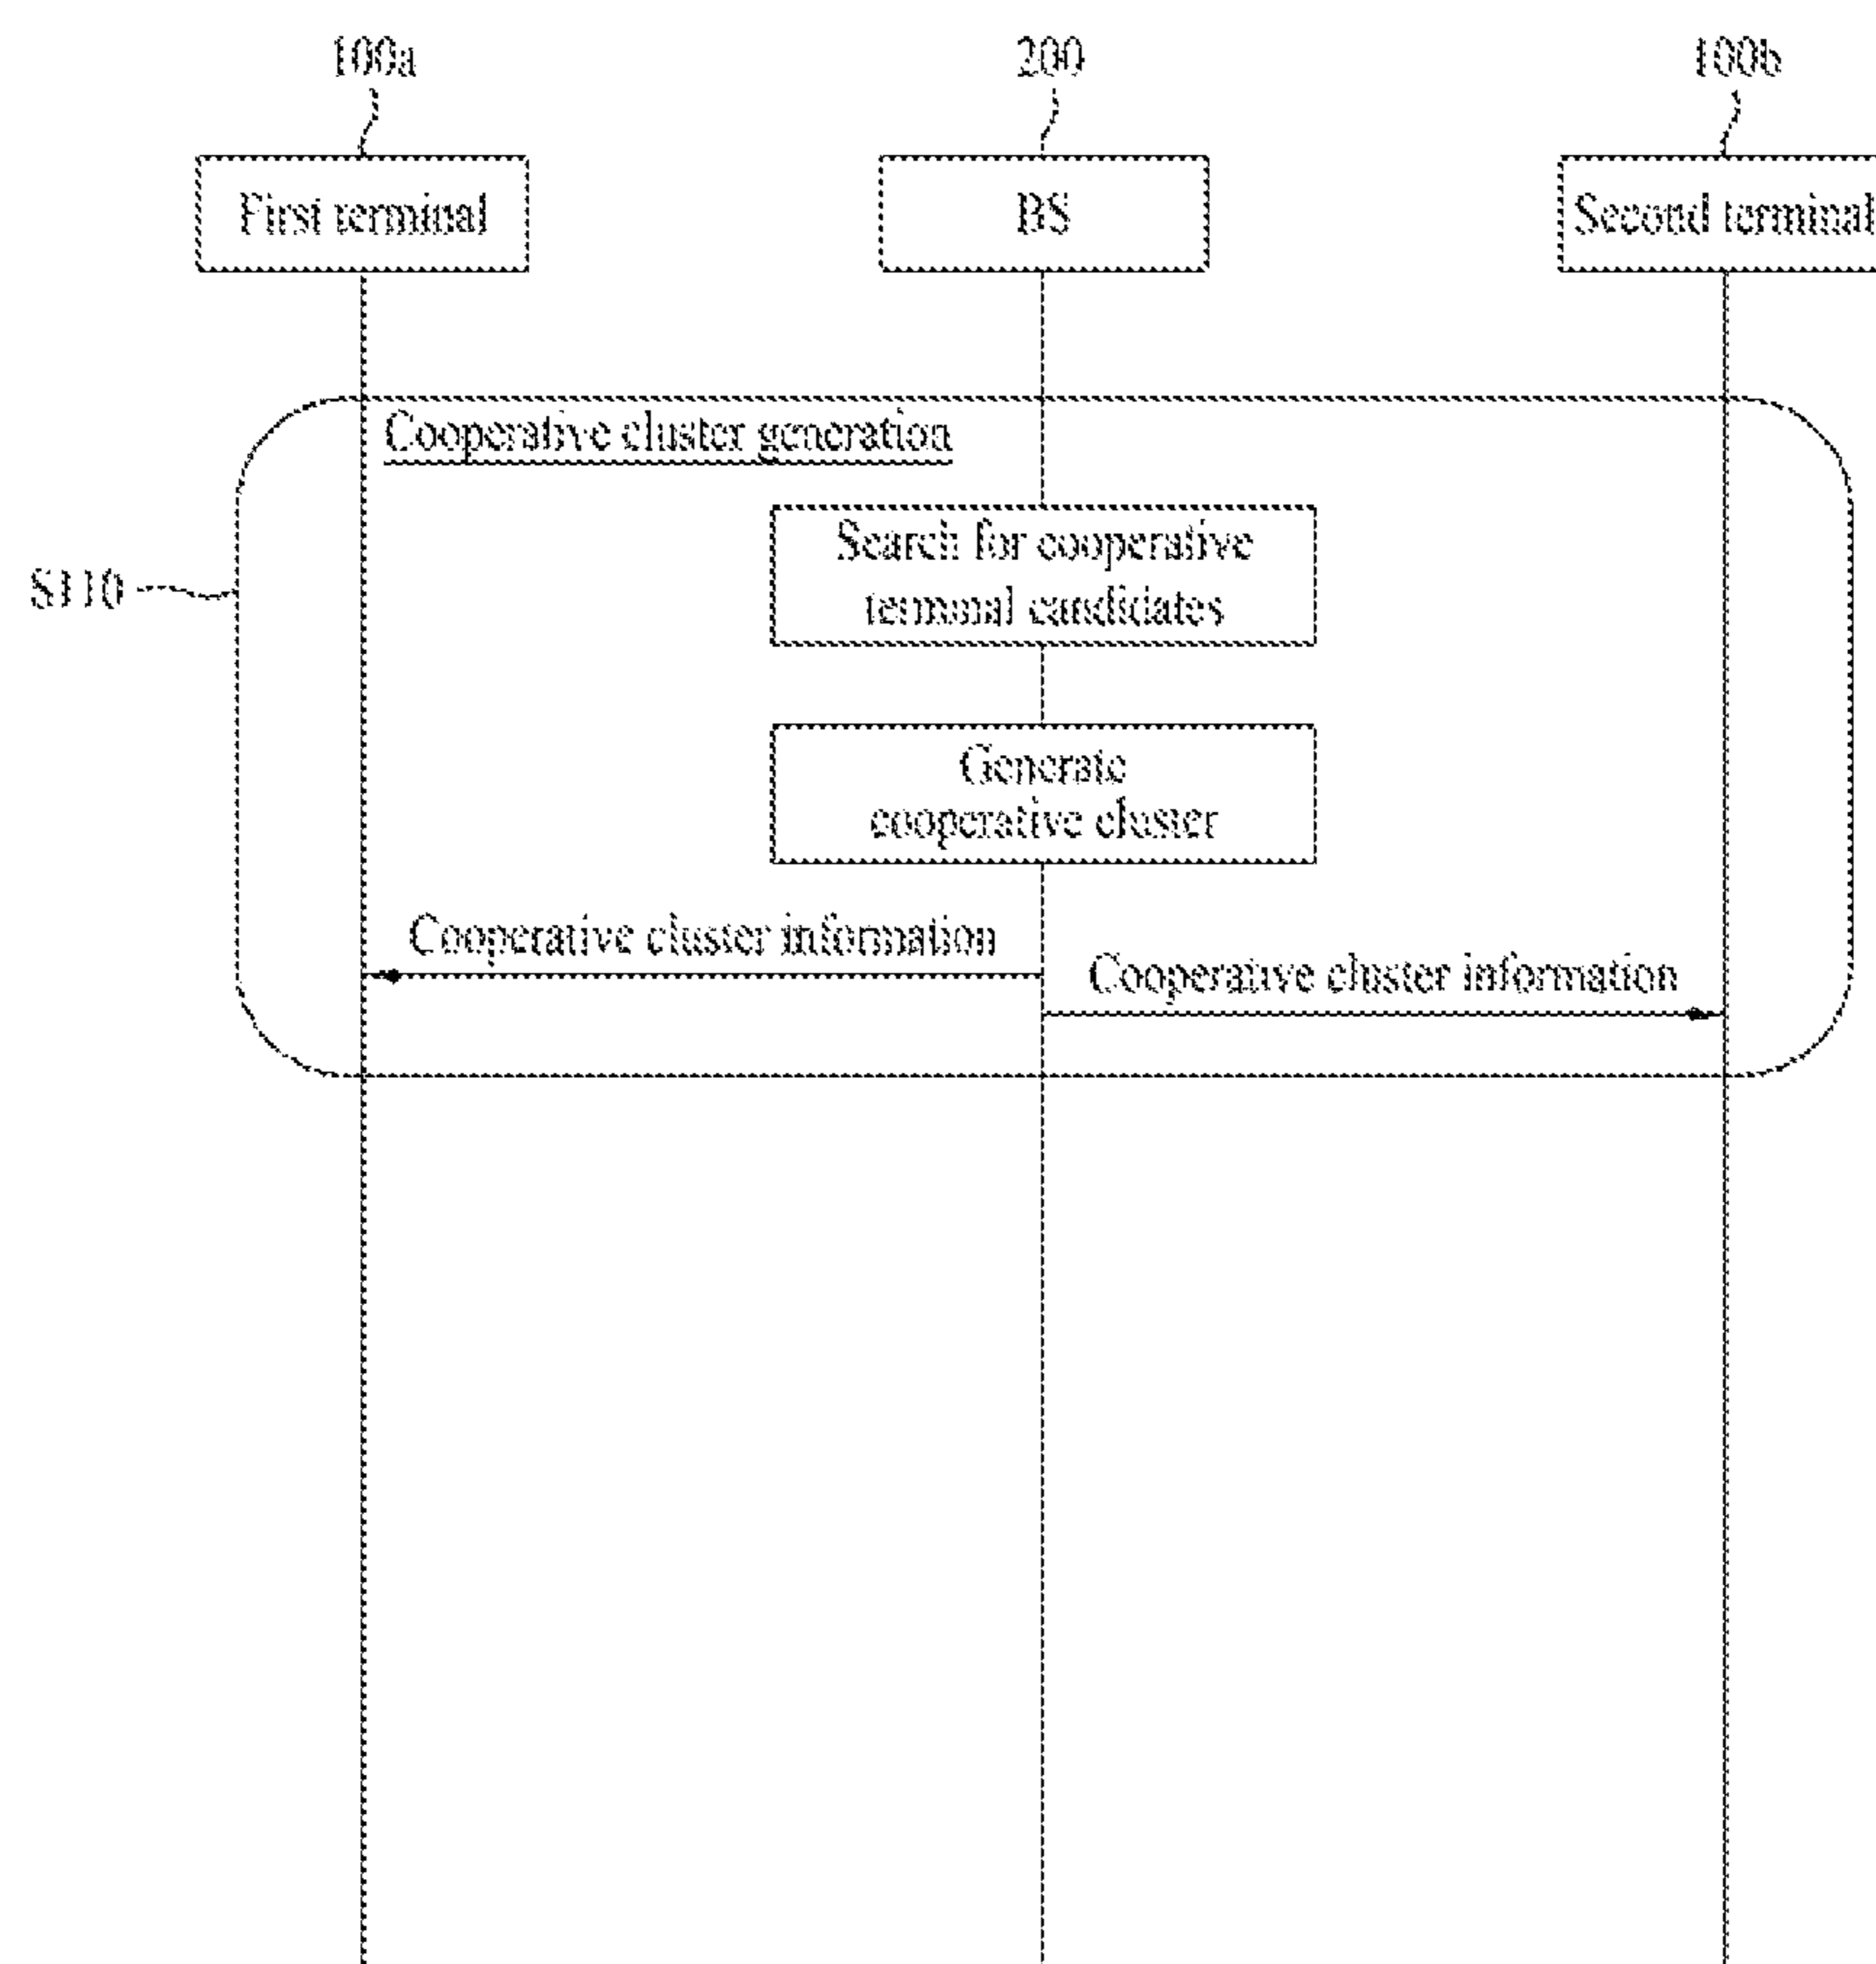 100a
200
100b
First terminal
BS
Second terminal
Cooperative cluster generation
S110
Search for cooperative
terminal candidates
Generate
cooperative cluster
Cooperative cluster information
Cooperative cluster information